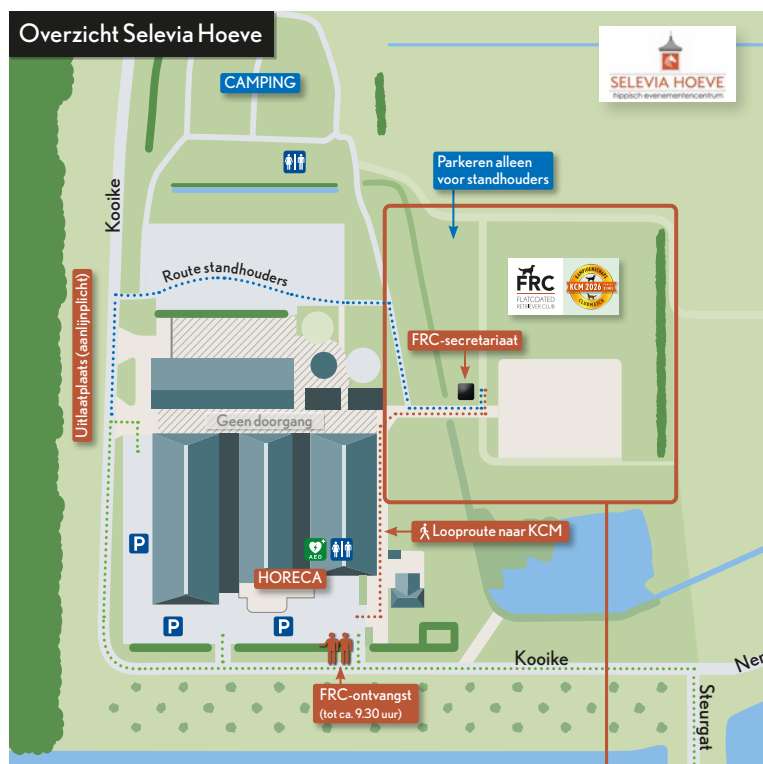 Overzicht Selevia Hoeve
SELEVIA HOEVE
hippisch evenementencentrum
CAMPING
Parkeren alleen
voor standhouders
Kooike
Route standhouders
FRC
FLATCOATED
RETRIEVER CLUB
KAMPIOENSCHAPS
KCM 2026
CLUBMATCH
Uitlaatplaats (aanlijnplicht)
FRC-secretariaat
Geen doorgang
Looproute naar KCM
P
AED
HORECA
P
P
Kooike
Ner
FRC-ontvangst
(tot ca. 9.30 uur)
Steurgat